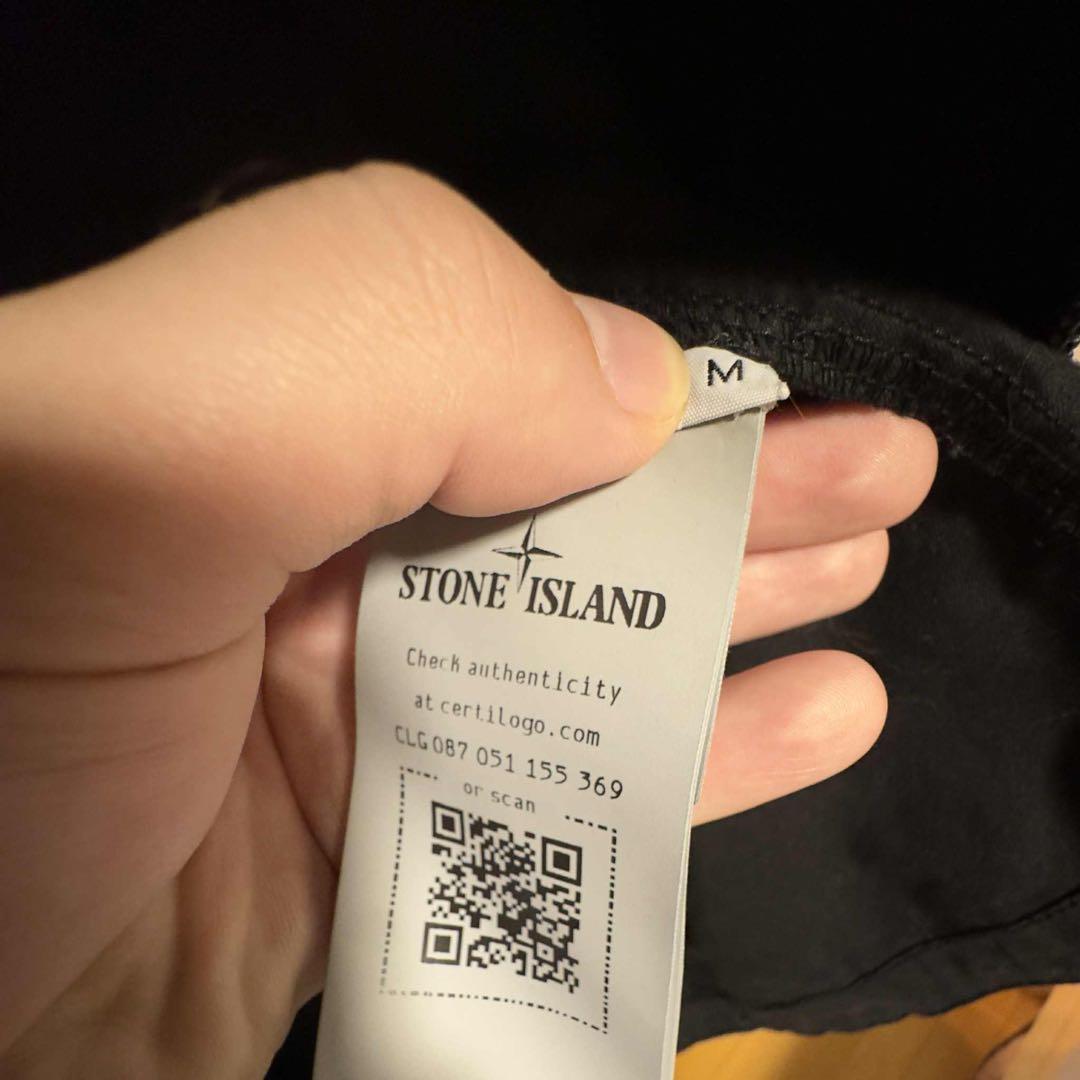 M
STONE ISLAND
Check authenticity
at certilogo.com
CLG 087 051 155 369
or scan